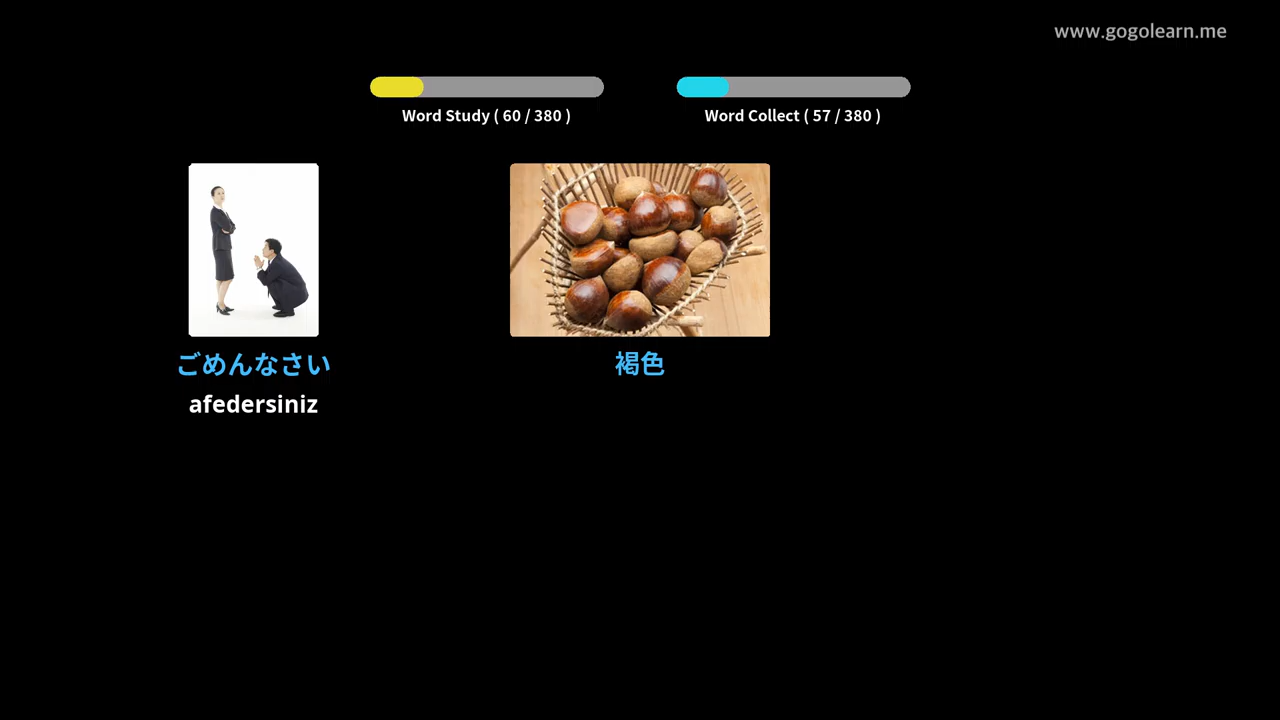 www.gogolearn.me
Word Study ( 60 / 380 )
Word Collect ( 57 / 380 )
ごめんなさい
afedersiniz
褐色